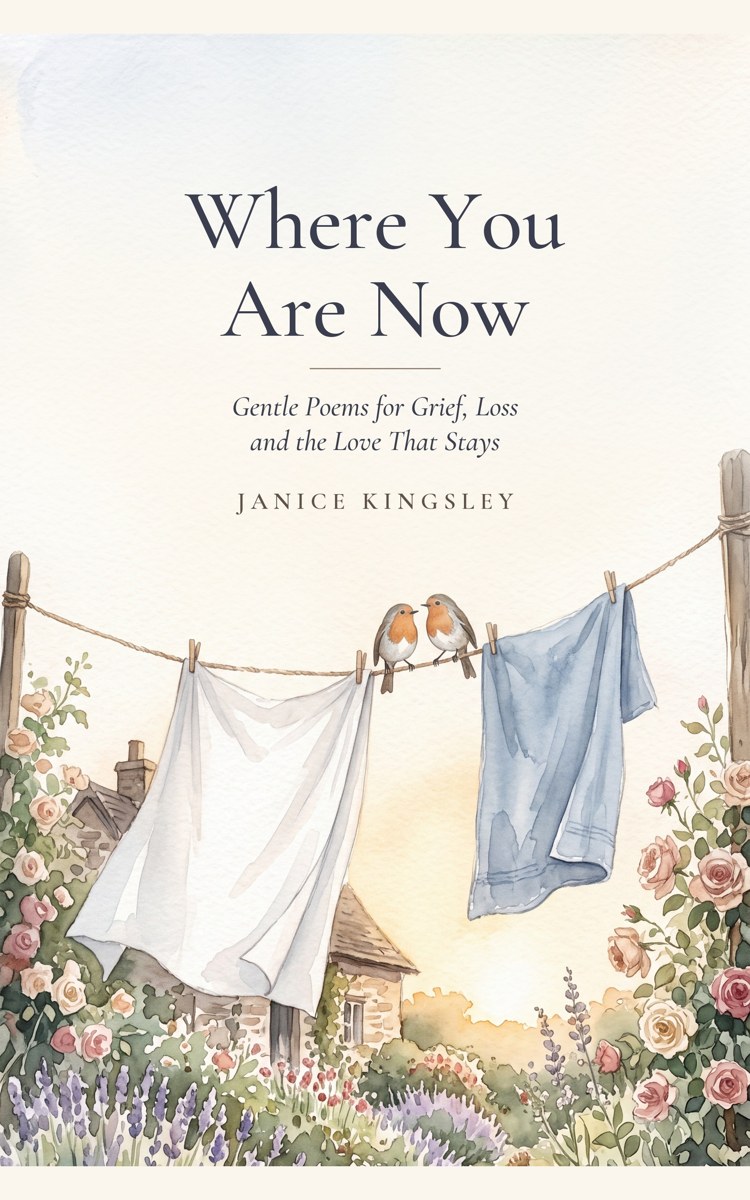 Where You
Are Now
Gentle Poems for Grief, Loss
and the Love That Stays
JANICE KINGSLEY